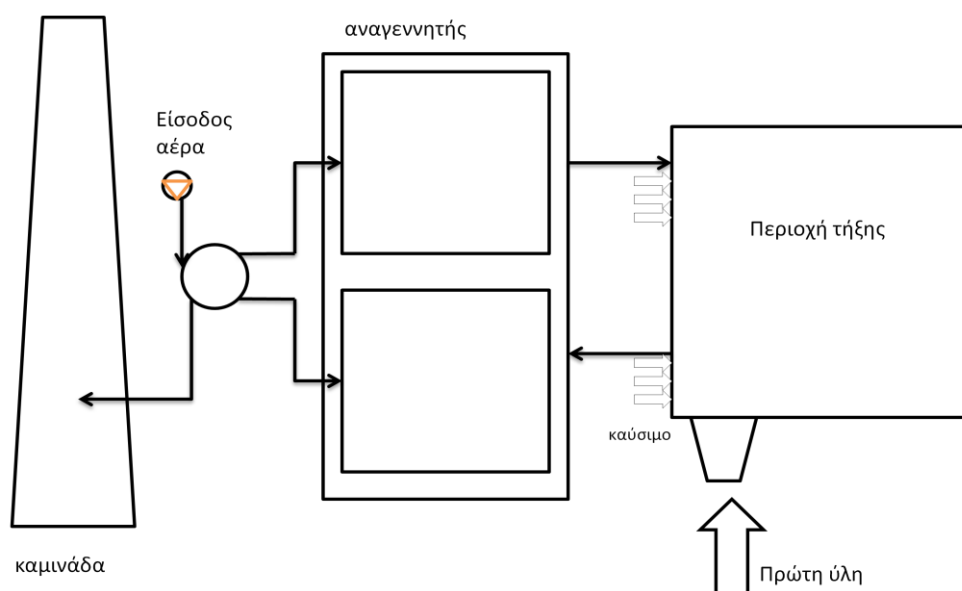 αναγεννητής
Είσοδος
αέρα
Περιοχή τήξης
καύσιμο
καμινάδα
Πρώτη ύλη